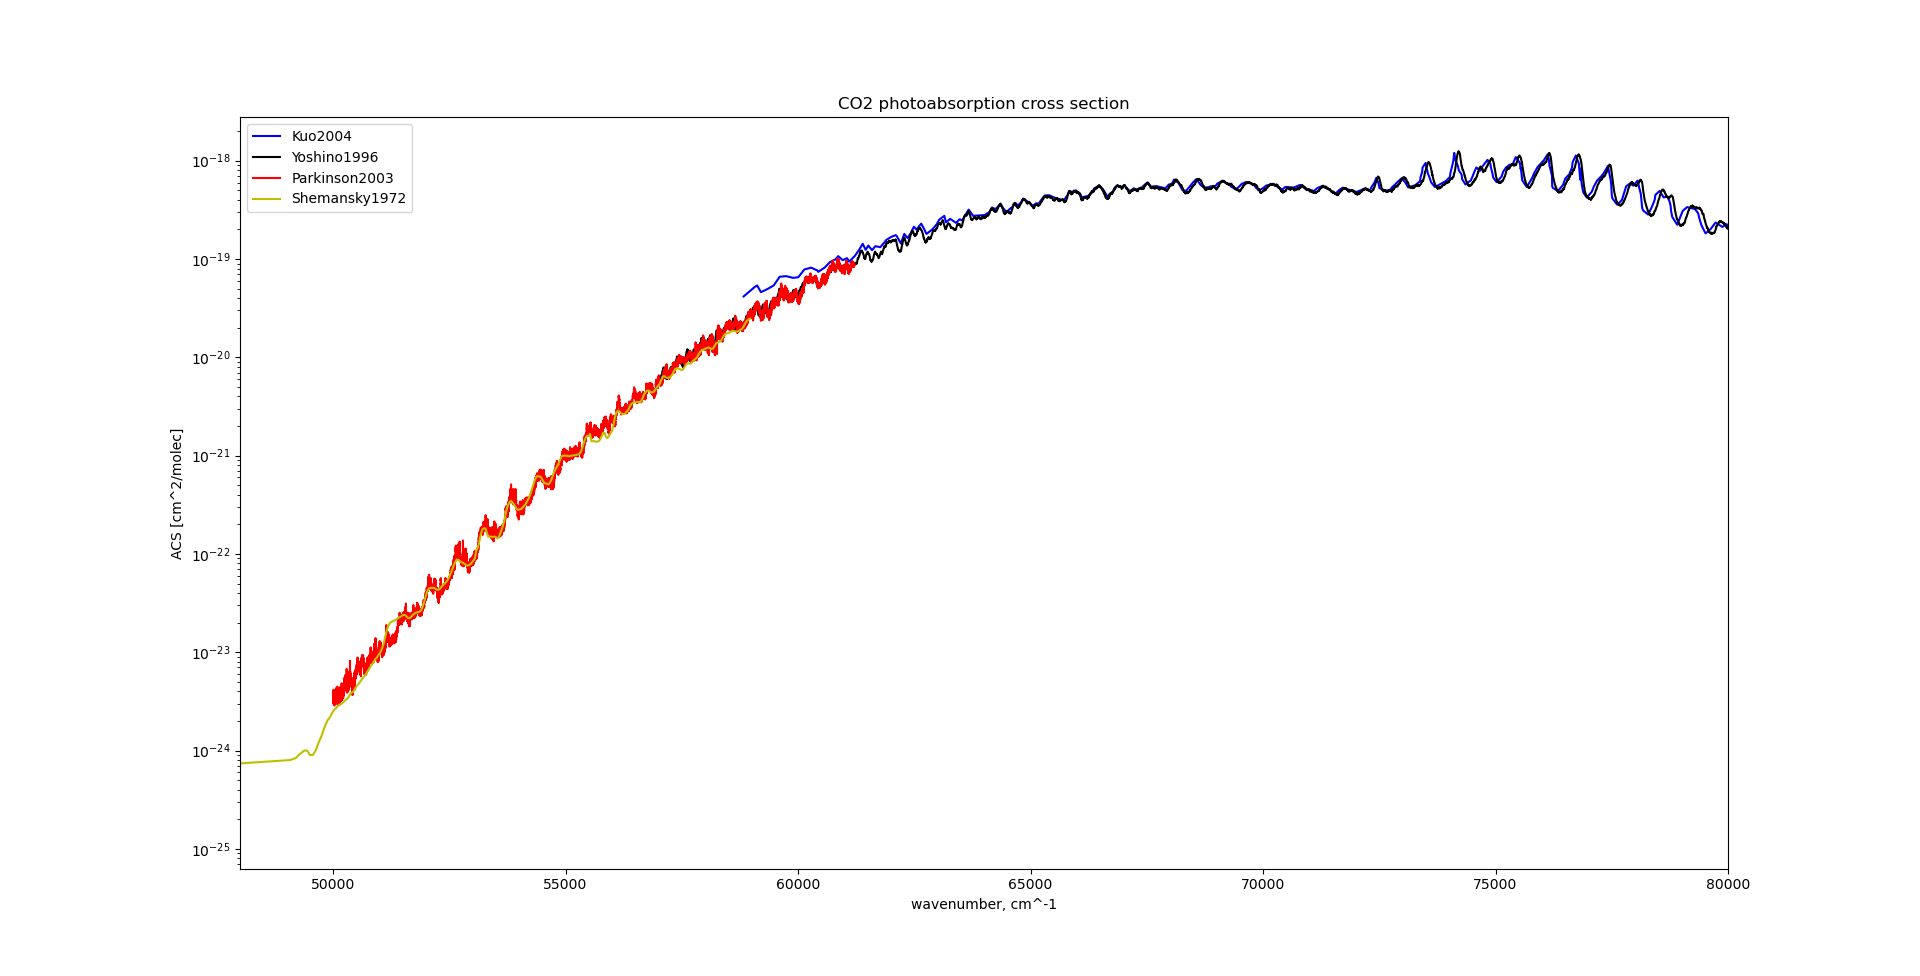 CO2 photoabsorption cross section
Kuo2004
Yoshino1996
Parkinson2003
Shemansky1972
10⁻¹⁸
10⁻¹⁹
10⁻²⁰
10⁻²¹
10⁻²²
10⁻²³
10⁻²⁴
10⁻²⁵
ACS [cm^2/molec]
50000 55000 60000 65000 70000 75000 80000
wavenumber, cm^-1